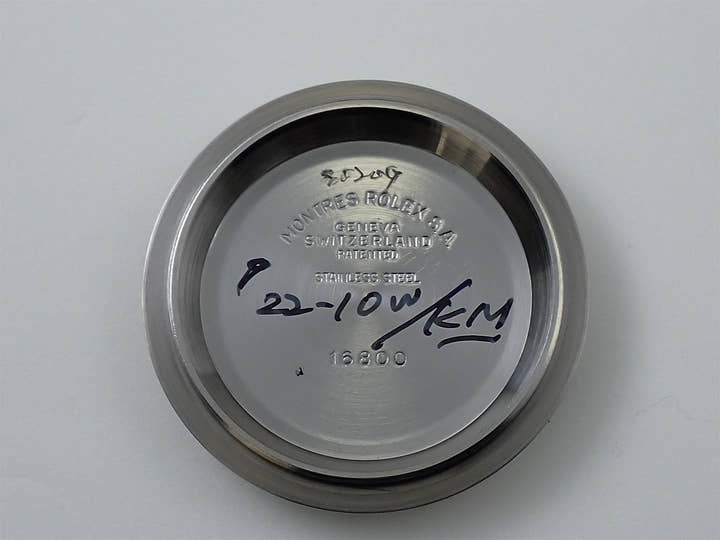 MONTRES ROLEX S.A.
GENEVA
SWITZERLAND
PATENTED
STAINLESS STEEL
'22-10W/KM
16800